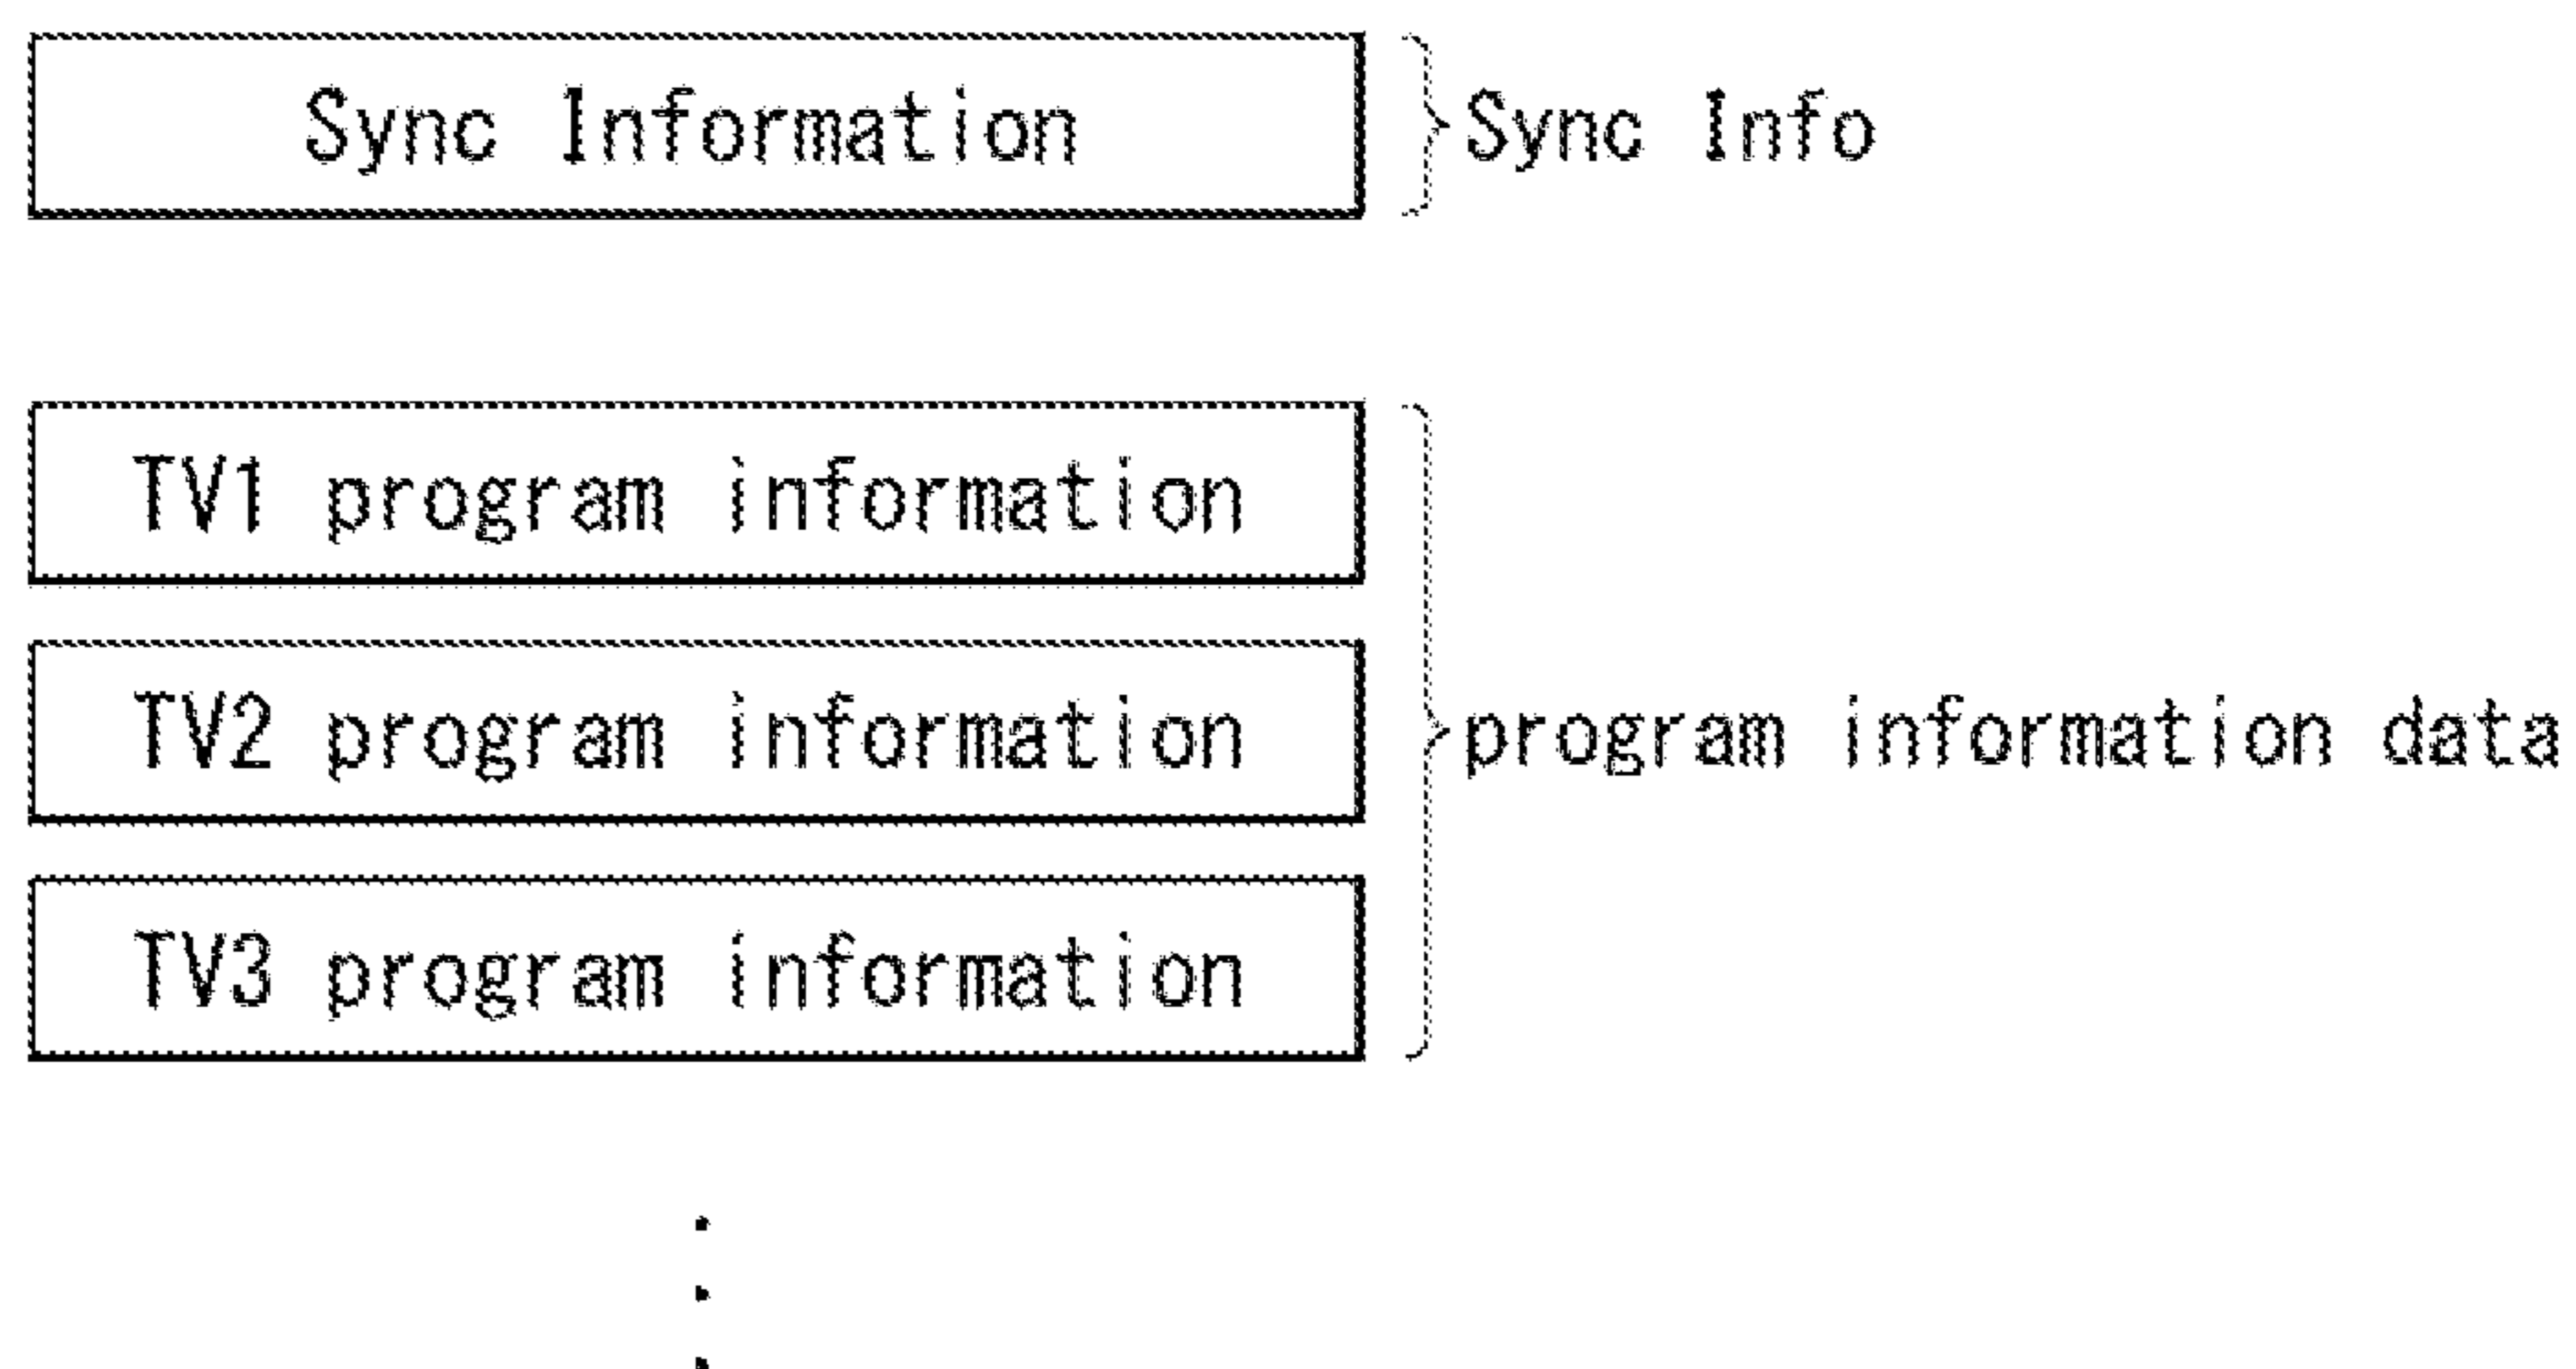 Sync Information
Sync Info
TV1 program information
TV2 program information
program information data
TV3 program information